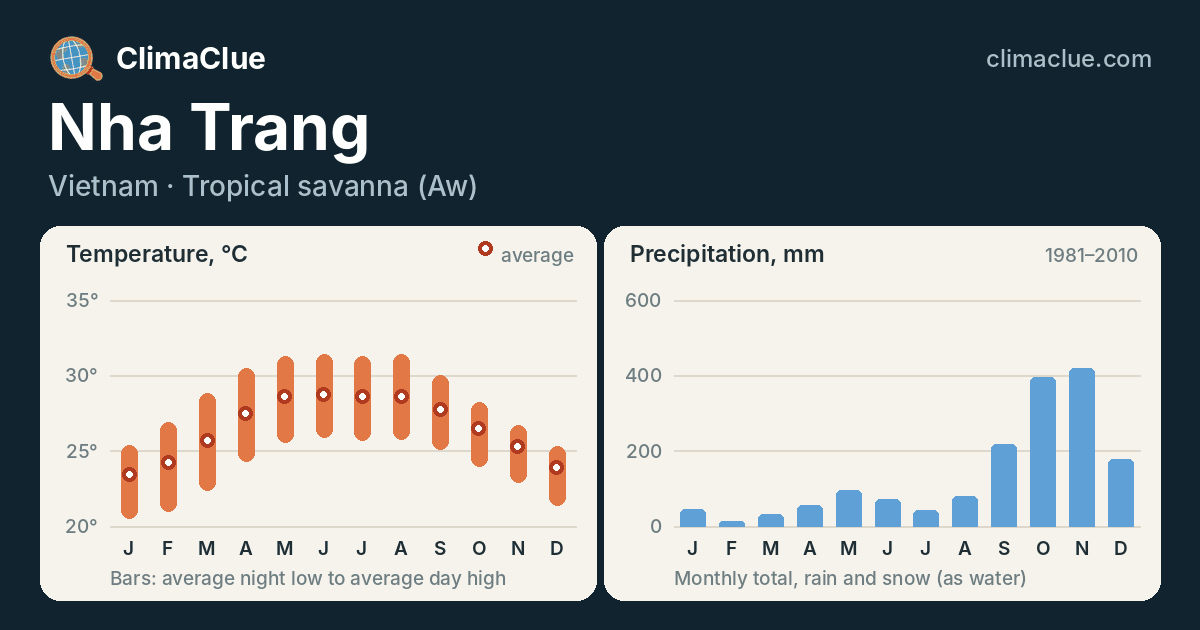 ClimaClue
climaclue.com
Nha Trang
Vietnam · Tropical savanna (Aw)
Temperature, °C
average
35°
30°
25°
20°
J F M A M J J A S O N D
Bars: average night low to average day high
Precipitation, mm
1981–2010
600
400
200
0
J F M A M J J A S O N D
Monthly total, rain and snow (as water)